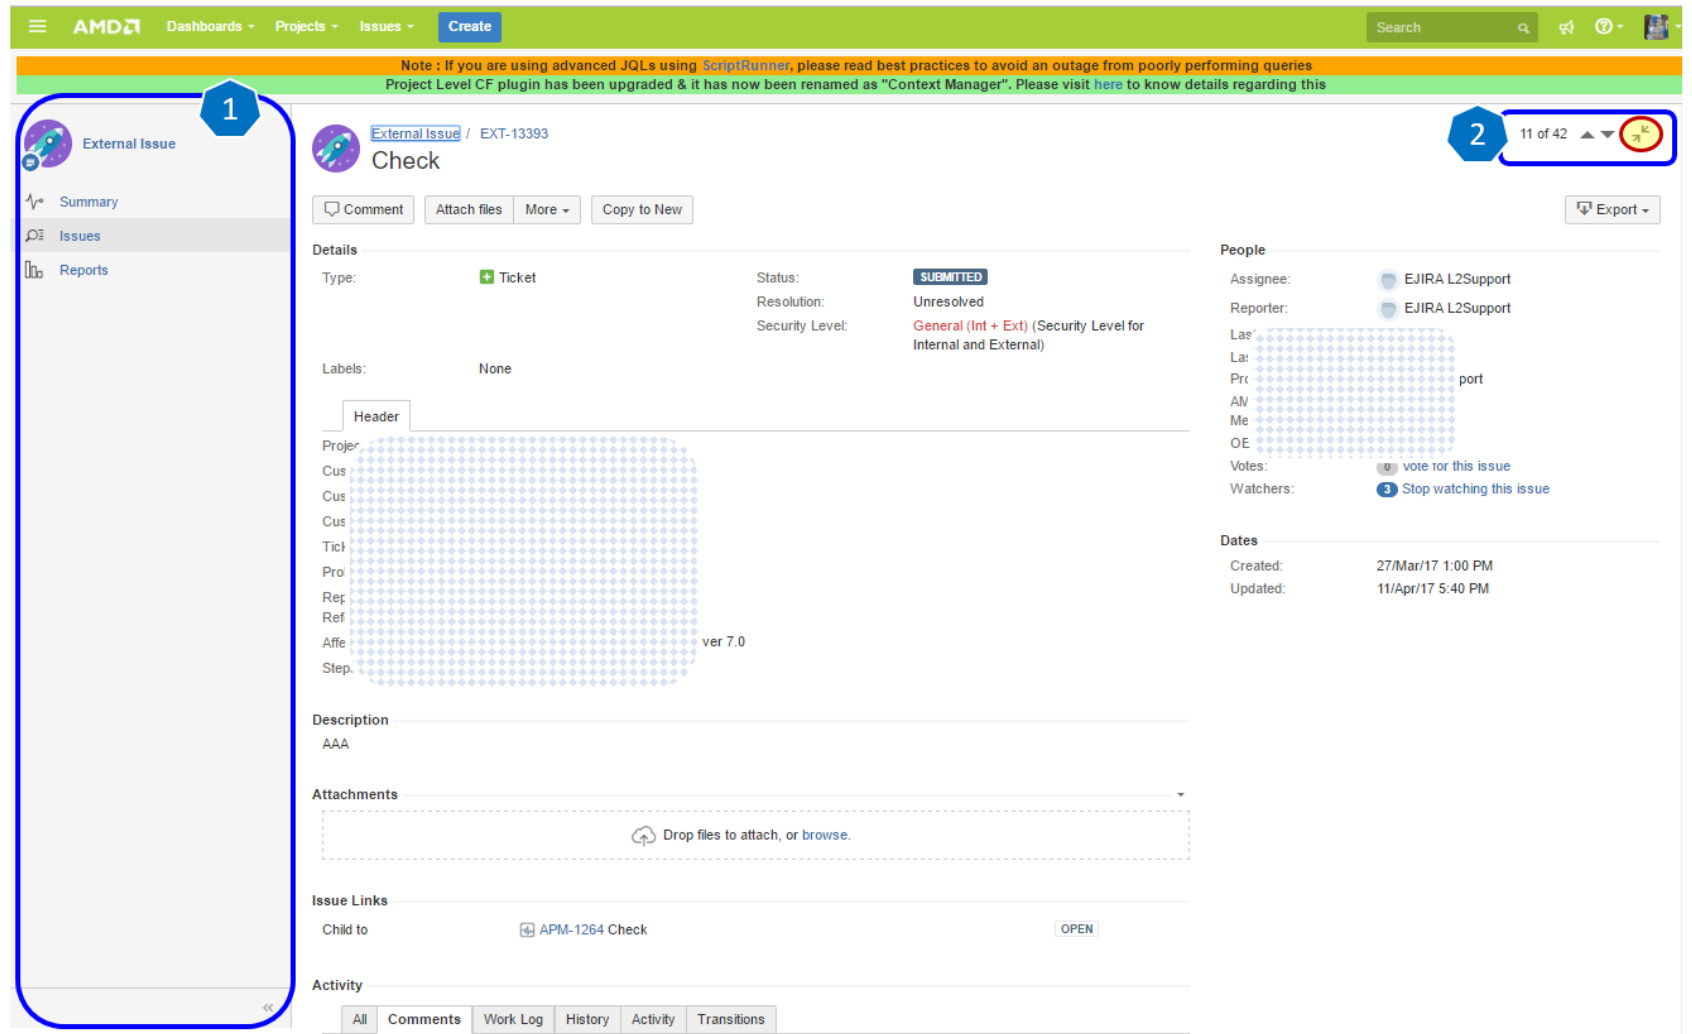 AMD Dashboards Projects Issues Create Search
Note : If you are using advanced JQLs using ScriptRunner, please read best practices to avoid an outage from poorly performing queries
Project Level CF plugin has been upgraded & it has now been renamed as "Context Manager". Please visit here to know details regarding this
1
External Issue
Summary
Issues
Reports
External Issue / EXT-13393
Check
2
11 of 42
Comment Attach files More Copy to New
Export
Details
Type: Ticket
Status: SUBMITTED
Resolution: Unresolved
Security Level: General (Int + Ext) (Security Level for
Internal and External)
Labels: None
Header
Cus
Cus
Cus
ver 7.0
Description
AAA
Attachments
Drop files to attach, or browse.
Issue Links
Child to APM-1264 Check OPEN
Activity
All Comments Work Log History Activity Transitions
People
Assignee: EJIRA L2Support
Reporter: EJIRA L2Support
port
Votes: 0 Vote for this issue
Watchers: 3 Stop watching this issue
Dates
Created: 27/Mar/17 1:00 PM
Updated: 11/Apr/17 5:40 PM